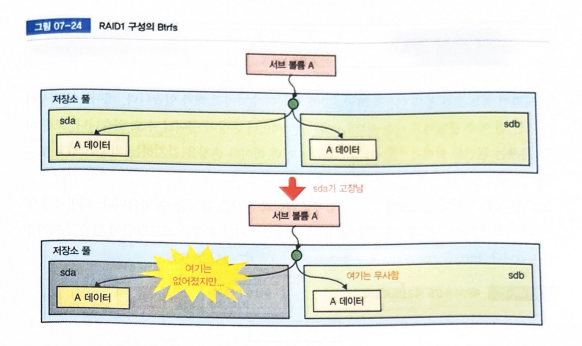 그림 07-24 RAID1 구성의 Btrfs
서브 볼륨 A
저장소 풀
sda
sdb
A 데이터
A 데이터
sda가 고장남
서브 볼륨 A
저장소 풀
sda
여기는
없어졌지만...
여기는 무사함
sdb
A 데이터
A 데이터